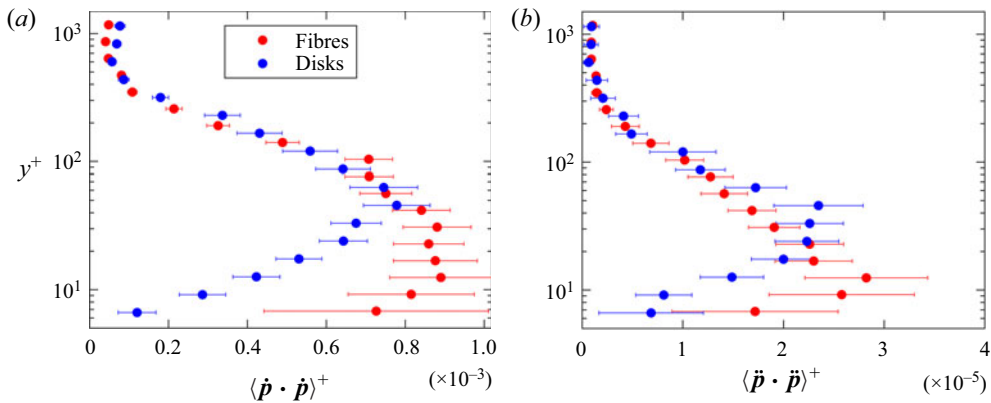 (a)
(b)
Fibres
Disks
10³
10²
10¹
y⁺
0 0.2 0.4 0.6 0.8 1.0
⟨ṗ · ṗ⟩⁺ (×10⁻³)
10³
10²
10¹
0 1 2 3 4
⟨p̈ · p̈⟩⁺ (×10⁻⁵)